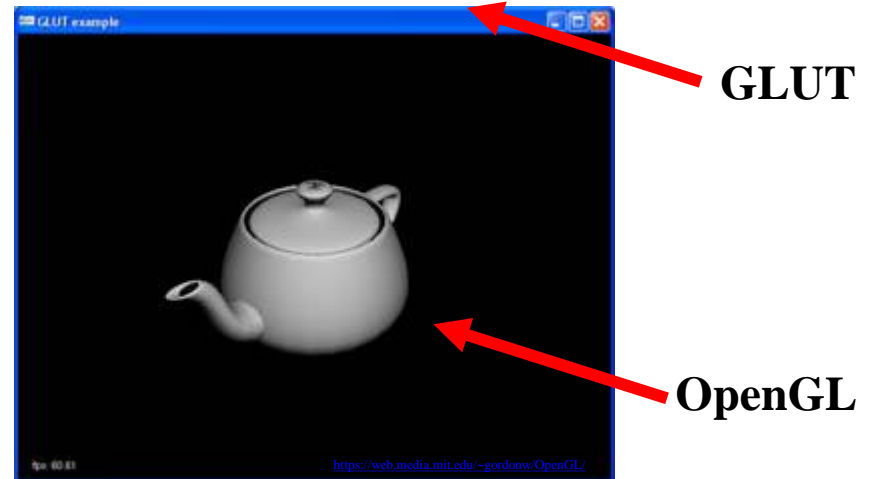 GLUT example
GLUT
OpenGL
fps: 60.61
https://web.media.mit.edu/~gordonw/OpenGL/